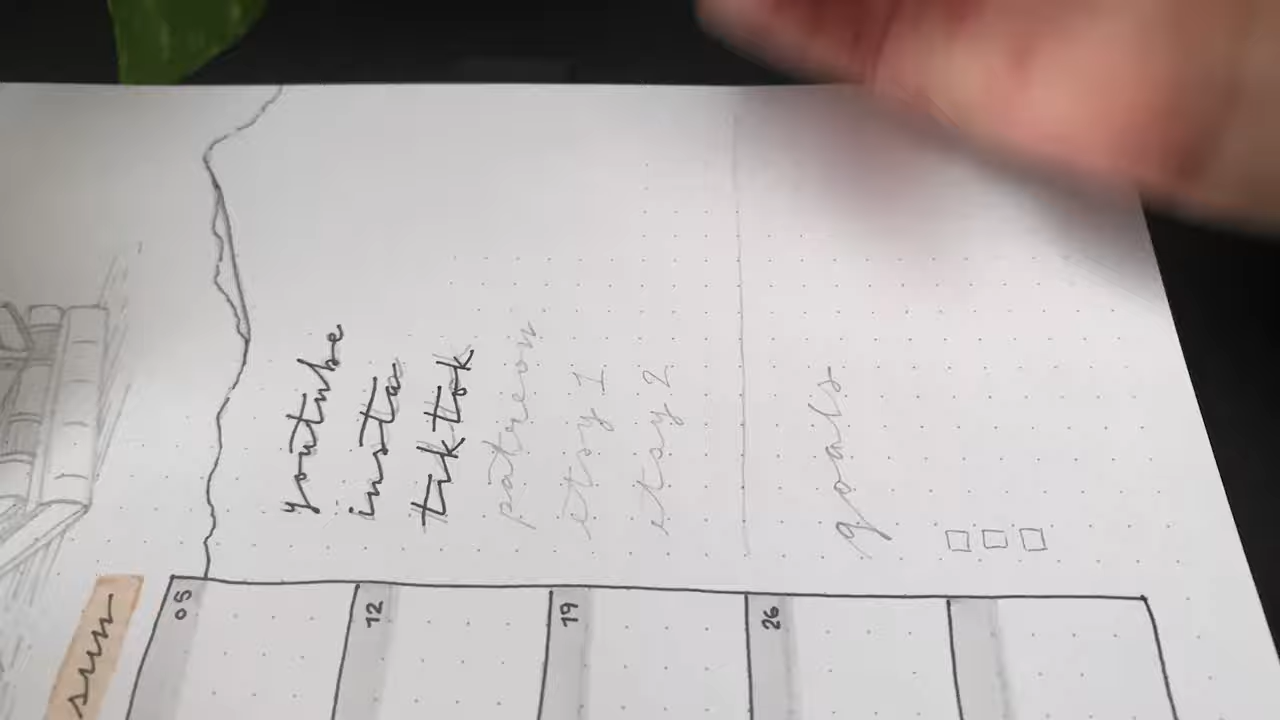 youtube
insta
tiktok
patreon
etsy 1
etsy 2
goals
sun
05
12
19
26